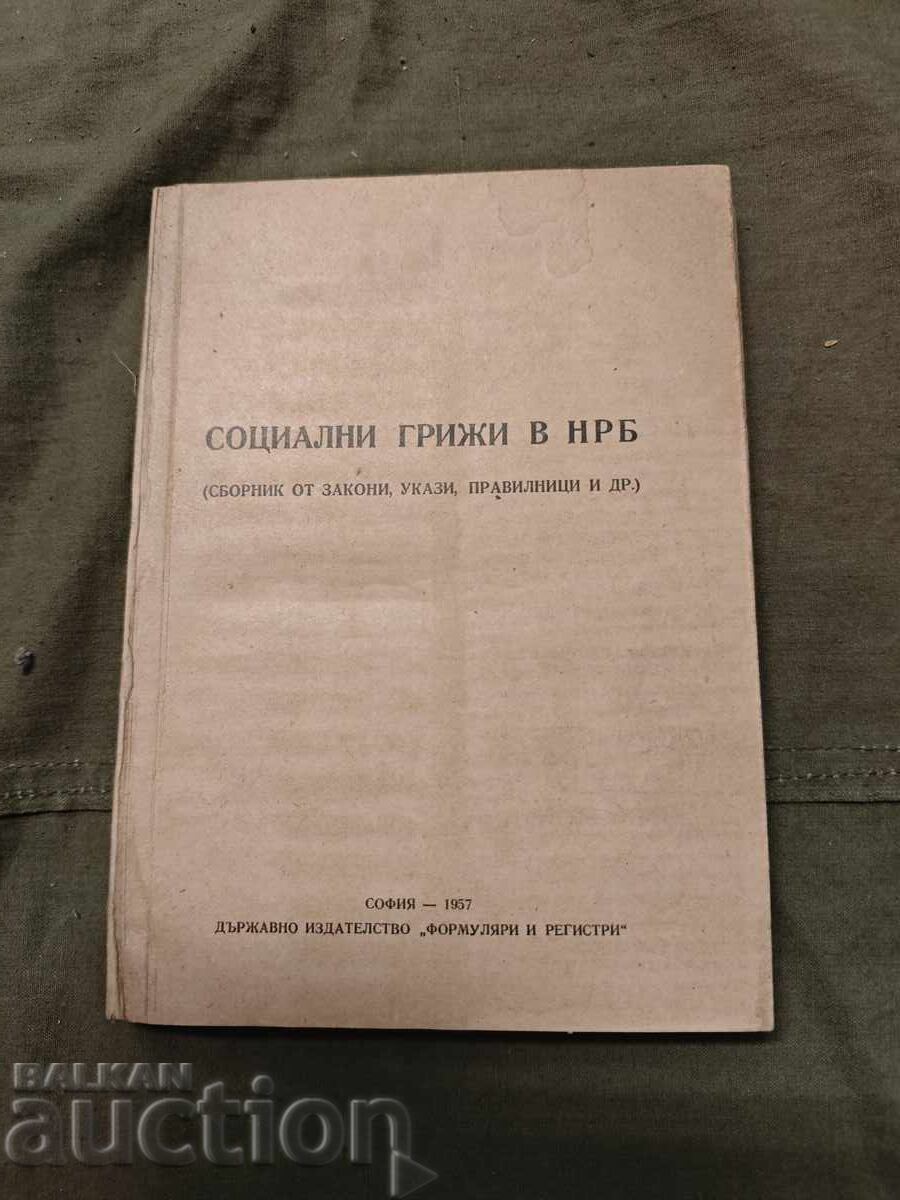 СОЦИАЛНИ ГРИЖИ В НРБ
(СБОРНИК ОТ ЗАКОНИ, УКАЗИ, ПРАВИЛНИЦИ И ДР.)
СОФИЯ — 1957
ДЪРЖАВНО ИЗДАТЕЛСТВО „ФОРМУЛЯРИ И РЕГИСТРИ“
BALKAN
auction